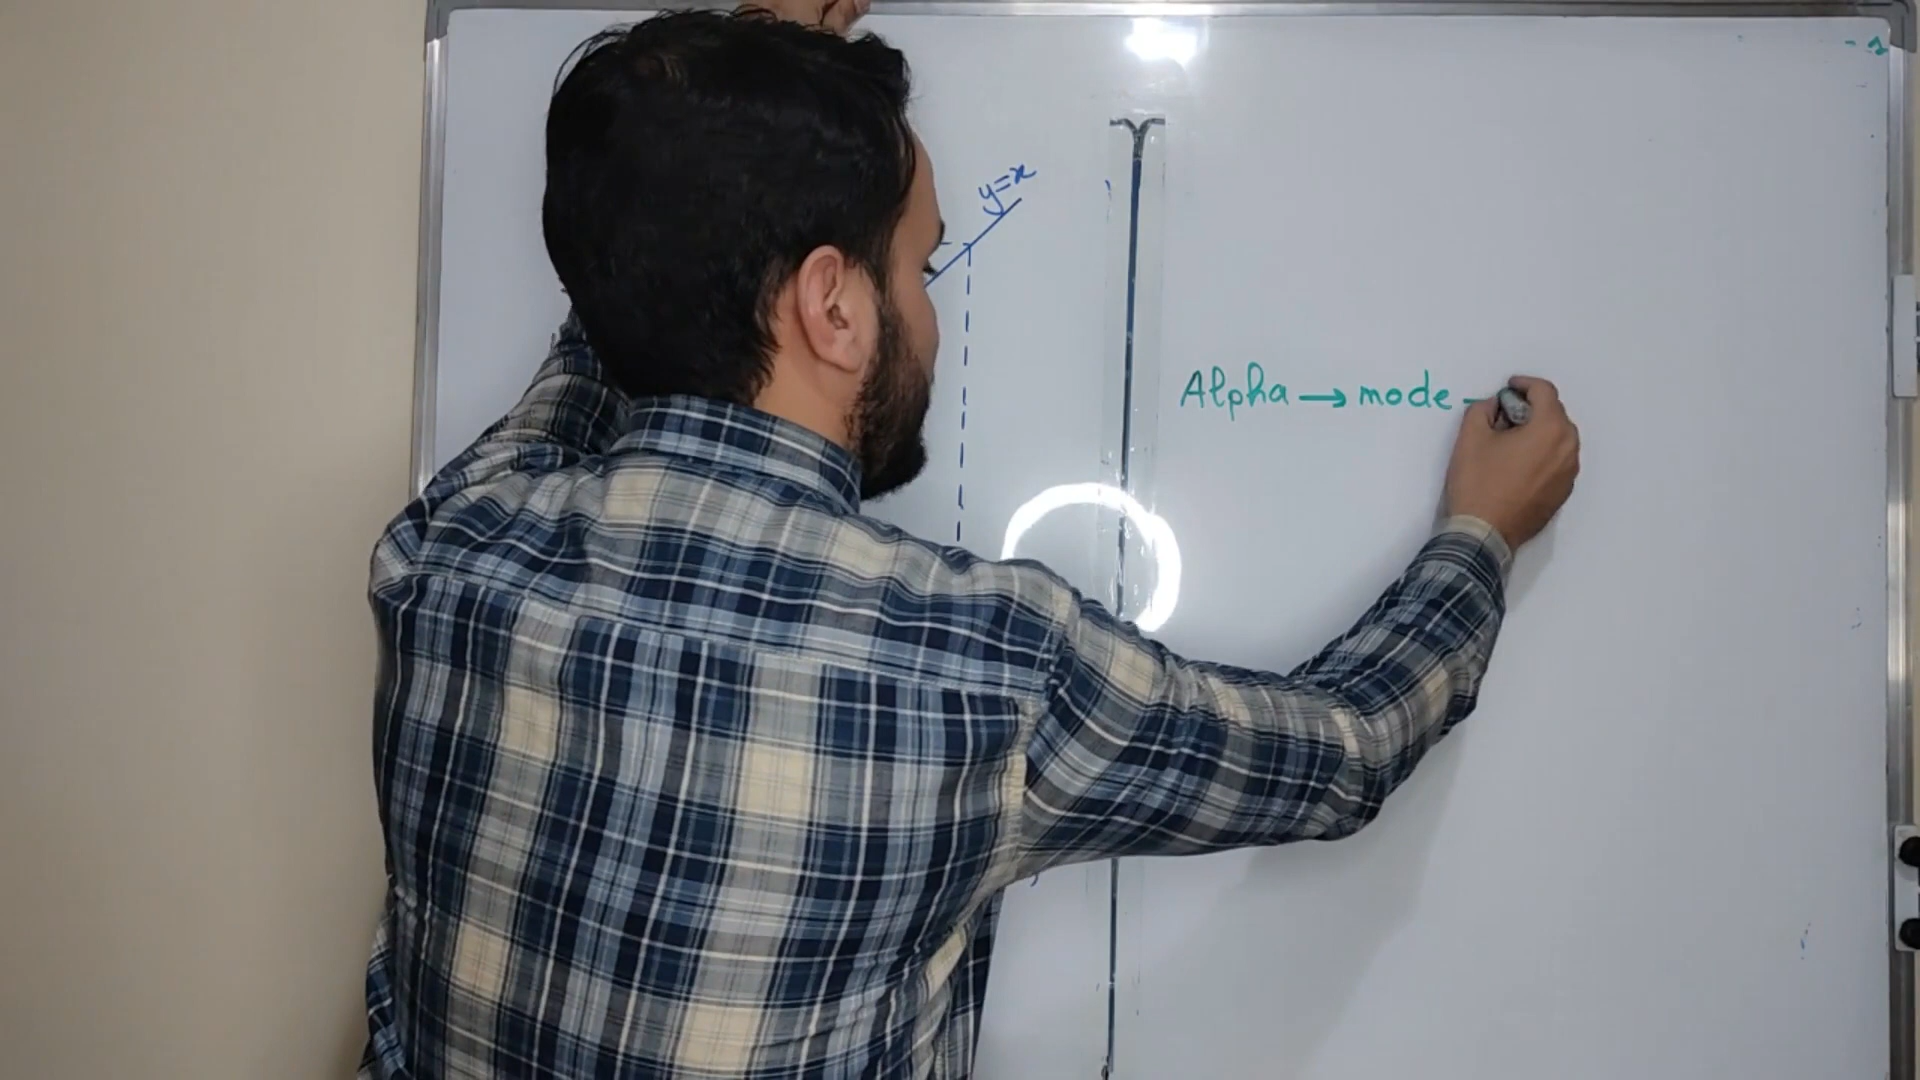 y=x
Alpha → mode -